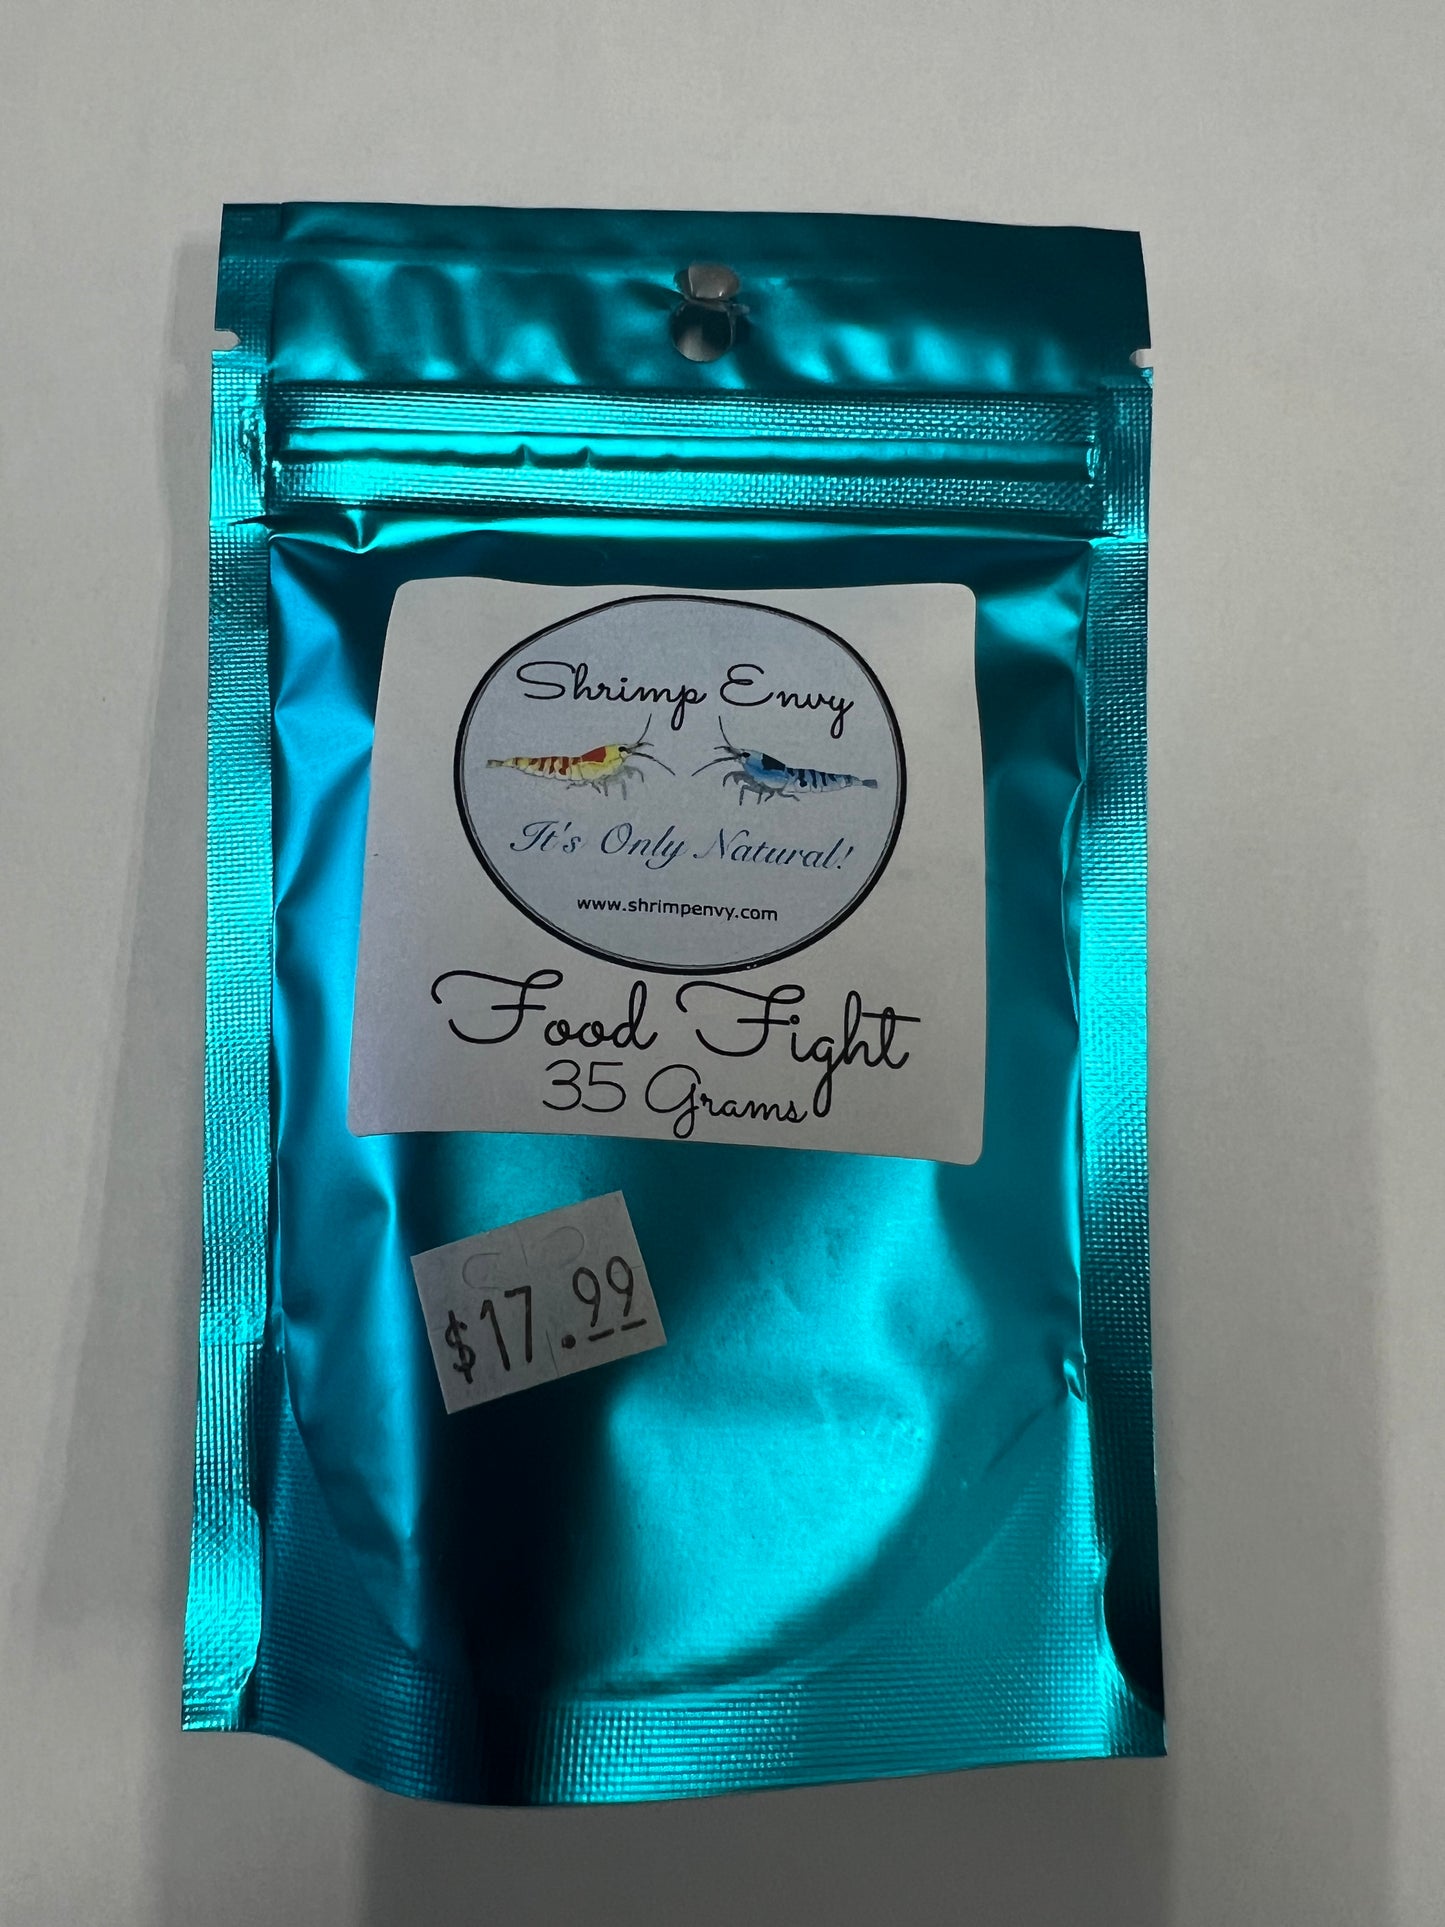 Shrimp Envy
It's Only Natural!
www.shrimpenvy.com
Food Fight
35 Grams
$17.99